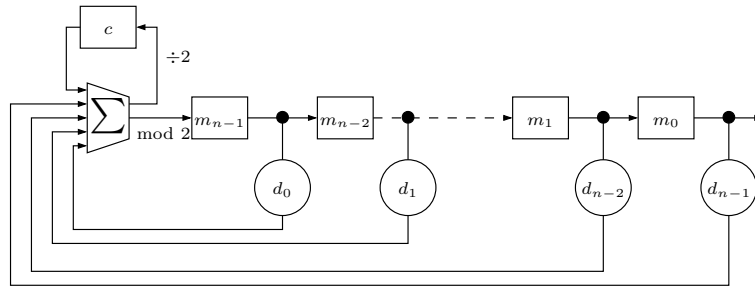 c
÷2
∑
mod 2
m_{n−1}
m_{n−2}
m_1
m_0
d_0
d_1
d_{n−2}
d_{n−1}